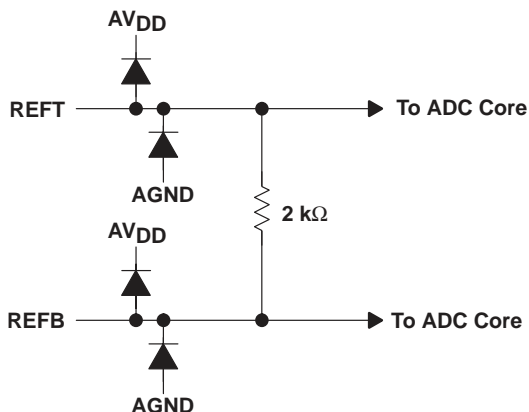 AVDD
REFT
To ADC Core
AGND
2 kΩ
AVDD
REFB
To ADC Core
AGND